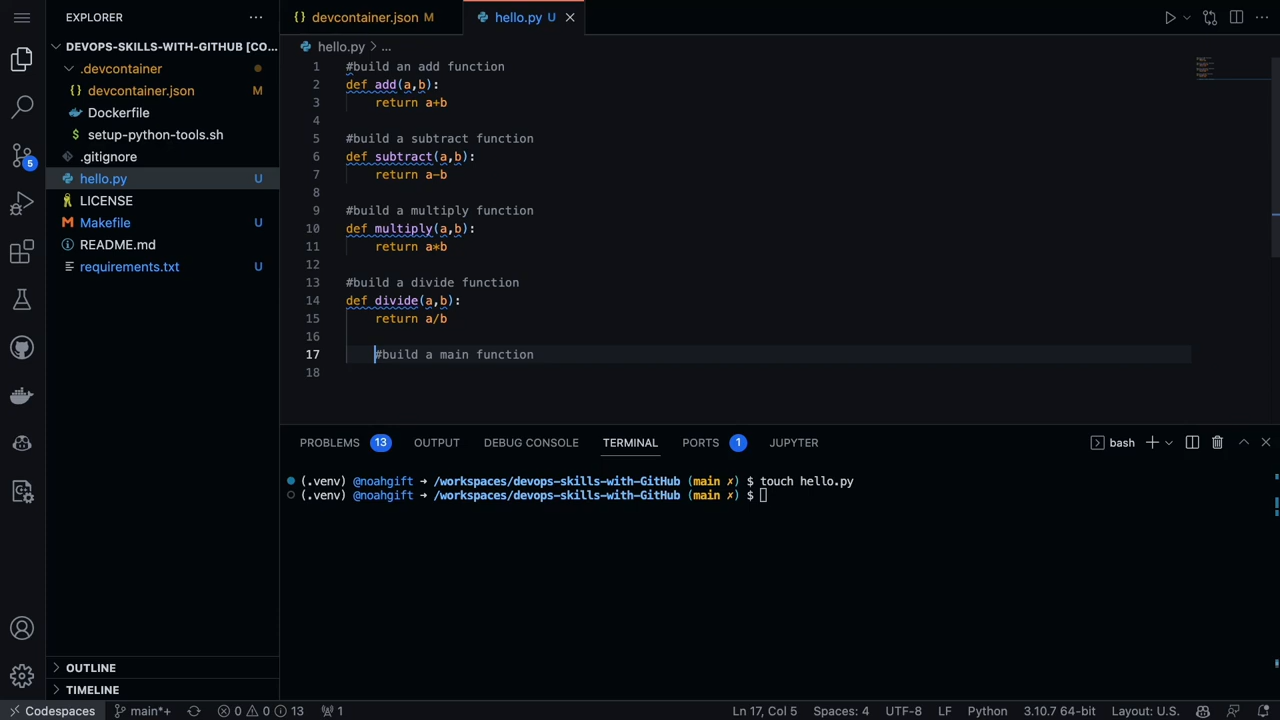 EXPLORER
DEVOPS-SKILLS-WITH-GITHUB [CO...
.devcontainer
{ } devcontainer.json M
Dockerfile
$ setup-python-tools.sh
.gitignore
hello.py U
LICENSE
Makefile U
README.md
requirements.txt U
OUTLINE
TIMELINE
5
{ } devcontainer.json M
hello.py U
hello.py > ...
1 #build an add function
2 def add(a,b):
3 return a+b
4
5 #build a subtract function
6 def subtract(a,b):
7 return a-b
8
9 #build a multiply function
10 def multiply(a,b):
11 return a*b
12
13 #build a divide function
14 def divide(a,b):
15 return a/b
16
17 #build a main function
18
PROBLEMS 13 OUTPUT DEBUG CONSOLE TERMINAL PORTS 1 JUPYTER
bash
(.venv) @noahgift → /workspaces/devops-skills-with-GitHub (main ✗) $ touch hello.py
(.venv) @noahgift → /workspaces/devops-skills-with-GitHub (main ✗) $
Codespaces main*+ 0 0 13 1 Ln 17, Col 5 Spaces: 4 UTF-8 LF Python 3.10.7 64-bit Layout: U.S.